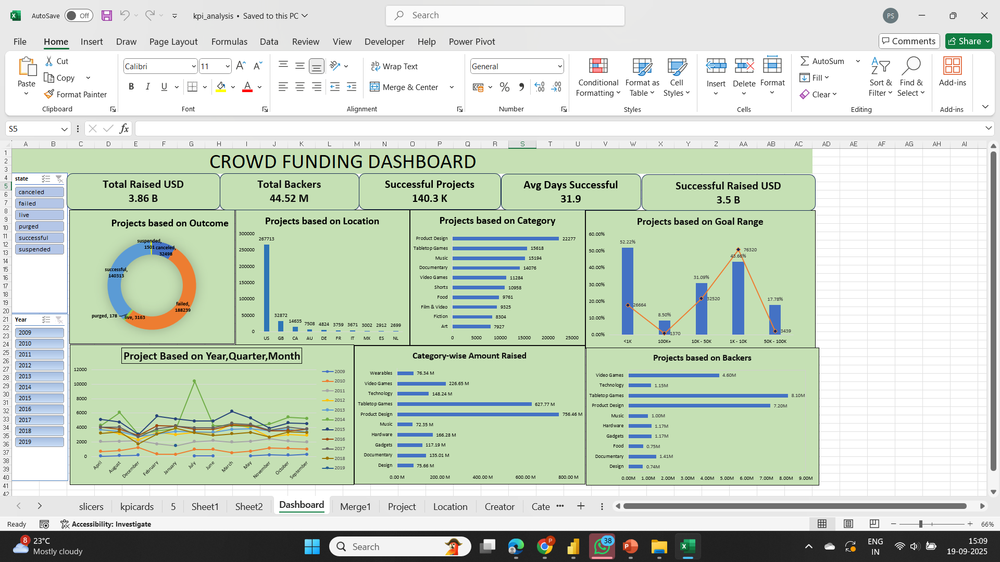 AutoSave Off kpi_analysis • Saved to this PC Search PS
File Home Insert Draw Page Layout Formulas Data Review View Developer Help Power Pivot Comments Share
Paste Cut Copy Format Painter Clipboard
Calibri 11 B I U A Font
Wrap Text Merge & Center Alignment
General % Number
Conditional Formatting Format as Table Cell Styles Styles
Insert Delete Format Cells
AutoSum Fill Clear Sort & Filter Find & Select Editing
Add-ins Add-ins
S5 fx
A B C D E F G H I J K L M N O P Q R S T U V W X Y Z AA AB AC AD AE AF AG AH AI
1 2 3 4 5 6 7 8 9 10 11 12 13 14 15 16 17 18 19 20 21 22 23 24 25 26 27 28 29 30 31 32 33 34 35 36 37 38 39 40 41 42
CROWD FUNDING DASHBOARD
state
canceled
failed
live
purged
successful
suspended
Year
2009
2010
2011
2012
2013
2014
2015
2016
2017
2018
2019
Total Raised USD
3.86 B
Total Backers
44.52 M
Successful Projects
140.3 K
Avg Days Successful
31.9
Successful Raised USD
3.5 B
Projects based on Outcome
suspended, 1501
canceled, 32498
successful, 140313
failed, 188239
purged, 178
live, 3163
Projects based on Location
300000
250000
200000
150000
100000
50000
0
267713 32872 14635 7508 4824 3759 3671 3002 2912 2699
US GB CA AU DE FR IT MX ES NL
Projects based on Category
Product Design 22277
Tabletop Games 15618
Music 15194
Documentary 14076
Video Games 11284
Shorts 10958
Food 9761
Film & Video 9325
Fiction 8304
Art 7927
0 5000 10000 15000 20000 25000
Projects based on Goal Range
60.00%
50.00%
40.00%
30.00%
20.00%
10.00%
0.00%
52.22% 8.50% 31.09% 43.66% 17.78%
26664 1370 32520 76320 3439
<1K 100K+ 10K - 50K 1K - 10K 50K - 100K
Project Based on Year,Quarter,Month
12000
10000
8000
6000
4000
2000
0
April August December February January July June March May November October September
2009
2010
2011
2012
2013
2014
2015
2016
2017
2018
2019
Category-wise Amount Raised
Wearables 76.34 M
Video Games 226.65 M
Technology 148.24 M
Tabletop Games 627.77 M
Product Design 756.46 M
Music 72.35 M
Hardware 166.28 M
Gadgets 117.19 M
Documentary 135.01 M
Design 75.66 M
0.00 M 200.00 M 400.00 M 600.00 M 800.00 M
Projects based on Backers
Video Games 4.60M
Technology 1.15M
Tabletop Games 8.10M
Product Design 7.20M
Music 1.00M
Hardware 1.17M
Gadgets 1.17M
Food 0.75M
Documentary 1.41M
Design 0.74M
0.00M 1.00M 2.00M 3.00M 4.00M 5.00M 6.00M 7.00M 8.00M 9.00M
slicers kpicards 5 Sheet1 Sheet2 Dashboard Merge1 Project Location Creator Cate
Ready Accessibility: Investigate 66%
8 23°C
Mostly cloudy
Search P 38
ENG
IN
15:09
19-09-2025